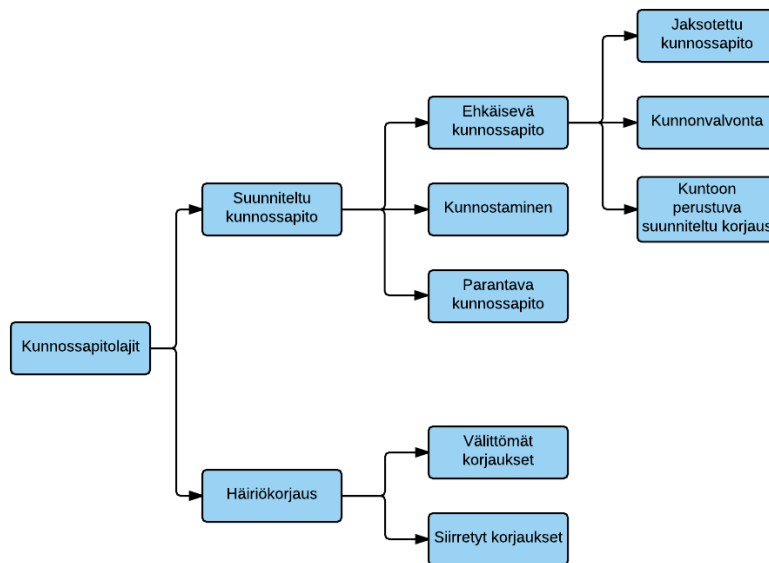 Kunnossapitolajit
Suunniteltu
kunnossapito
Ehkäisevä
kunnossapito
Jaksotettu
kunnossapito
Kunnonvalvonta
Kuntoon
perustuva
suunniteltu korjaus
Kunnostaminen
Parantava
kunnossapito
Häiriökorjaus
Välittömät
korjaukset
Siirretyt korjaukset